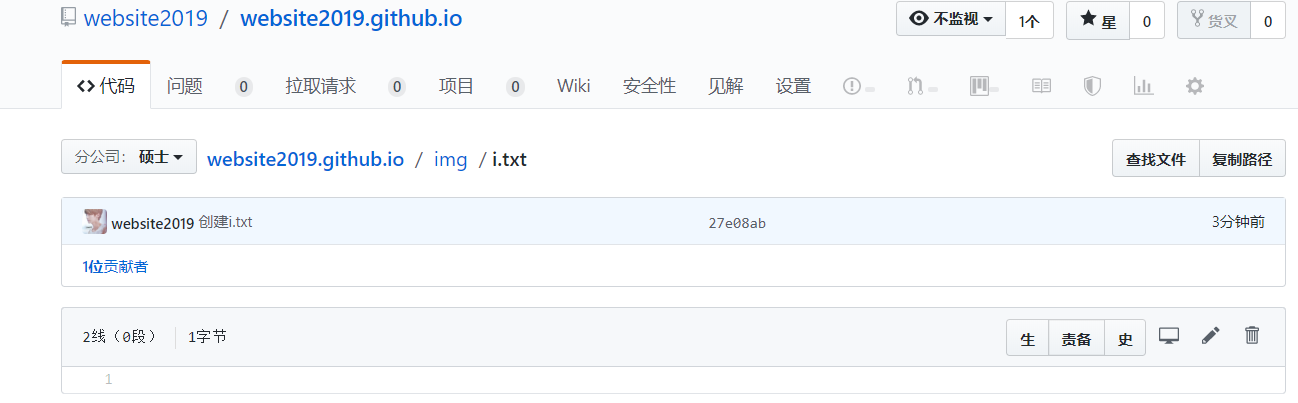 website2019 / website2019.github.io 不监视 1个 星 0 货叉 0
代码 问题 0 拉取请求 0 项目 0 Wiki 安全性 见解 设置
分公司： 硕士 website2019.github.io / img / i.txt 查找文件 复制路径
website2019 创建i.txt 27e08ab 3分钟前
1位贡献者
2线（0段） 1字节 生 责备 史
1